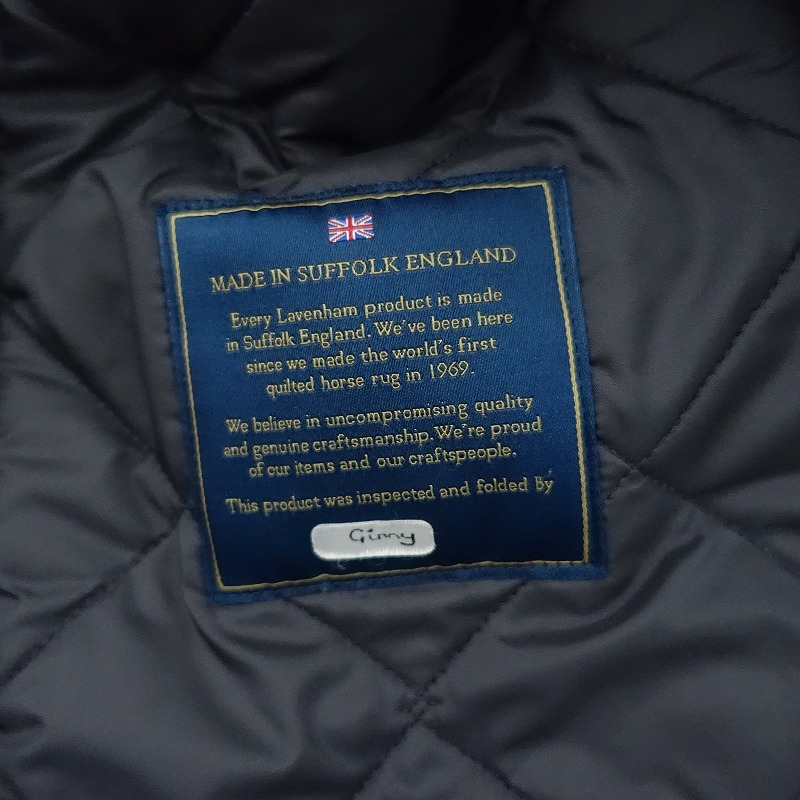 MADE IN SUFFOLK ENGLAND
Every Lavenham product is made
in Suffolk England. We've been here
since we made the world's first
quilted horse rug in 1969.
We believe in uncompromising quality
and genuine craftsmanship. We're proud
of our items and our craftspeople.
This product was inspected and folded by
Ginny